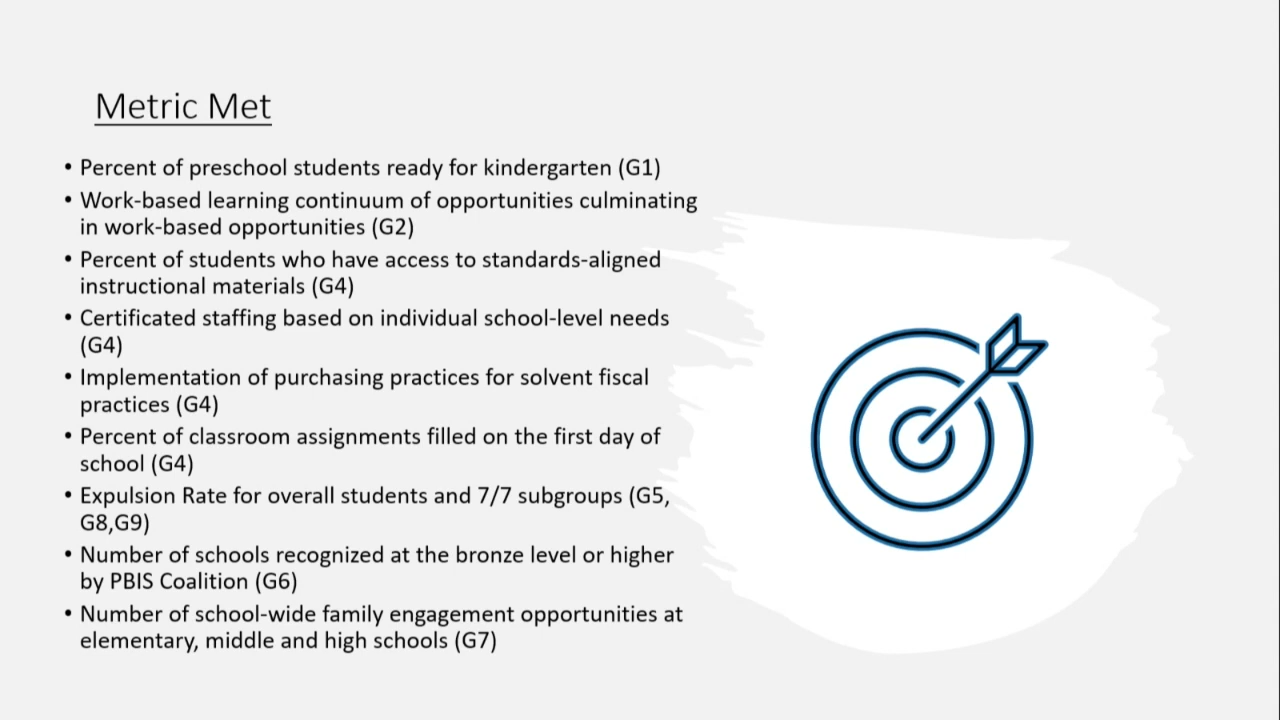 Metric Met
• Percent of preschool students ready for kindergarten (G1)
• Work-based learning continuum of opportunities culminating
in work-based opportunities (G2)
• Percent of students who have access to standards-aligned
instructional materials (G4)
• Certificated staffing based on individual school-level needs
(G4)
• Implementation of purchasing practices for solvent fiscal
practices (G4)
• Percent of classroom assignments filled on the first day of
school (G4)
• Expulsion Rate for overall students and 7/7 subgroups (G5,
G8,G9)
• Number of schools recognized at the bronze level or higher
by PBIS Coalition (G6)
• Number of school-wide family engagement opportunities at
elementary, middle and high schools (G7)